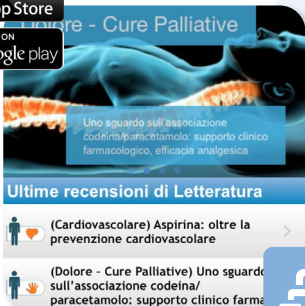 p Store
Dolore - Cure Palliative
ON
gle play
Uno sguardo sull'associazione
codeina/paracetamolo: supporto clinico
farmacologico, efficacia analgesica
Ultime recensioni di Letteratura
(Cardiovascolare) Aspirina: oltre la
prevenzione cardiovascolare
(Dolore - Cure Palliative) Uno sguardo
sull'associazione codeina/
paracetamolo: supporto clinico farma